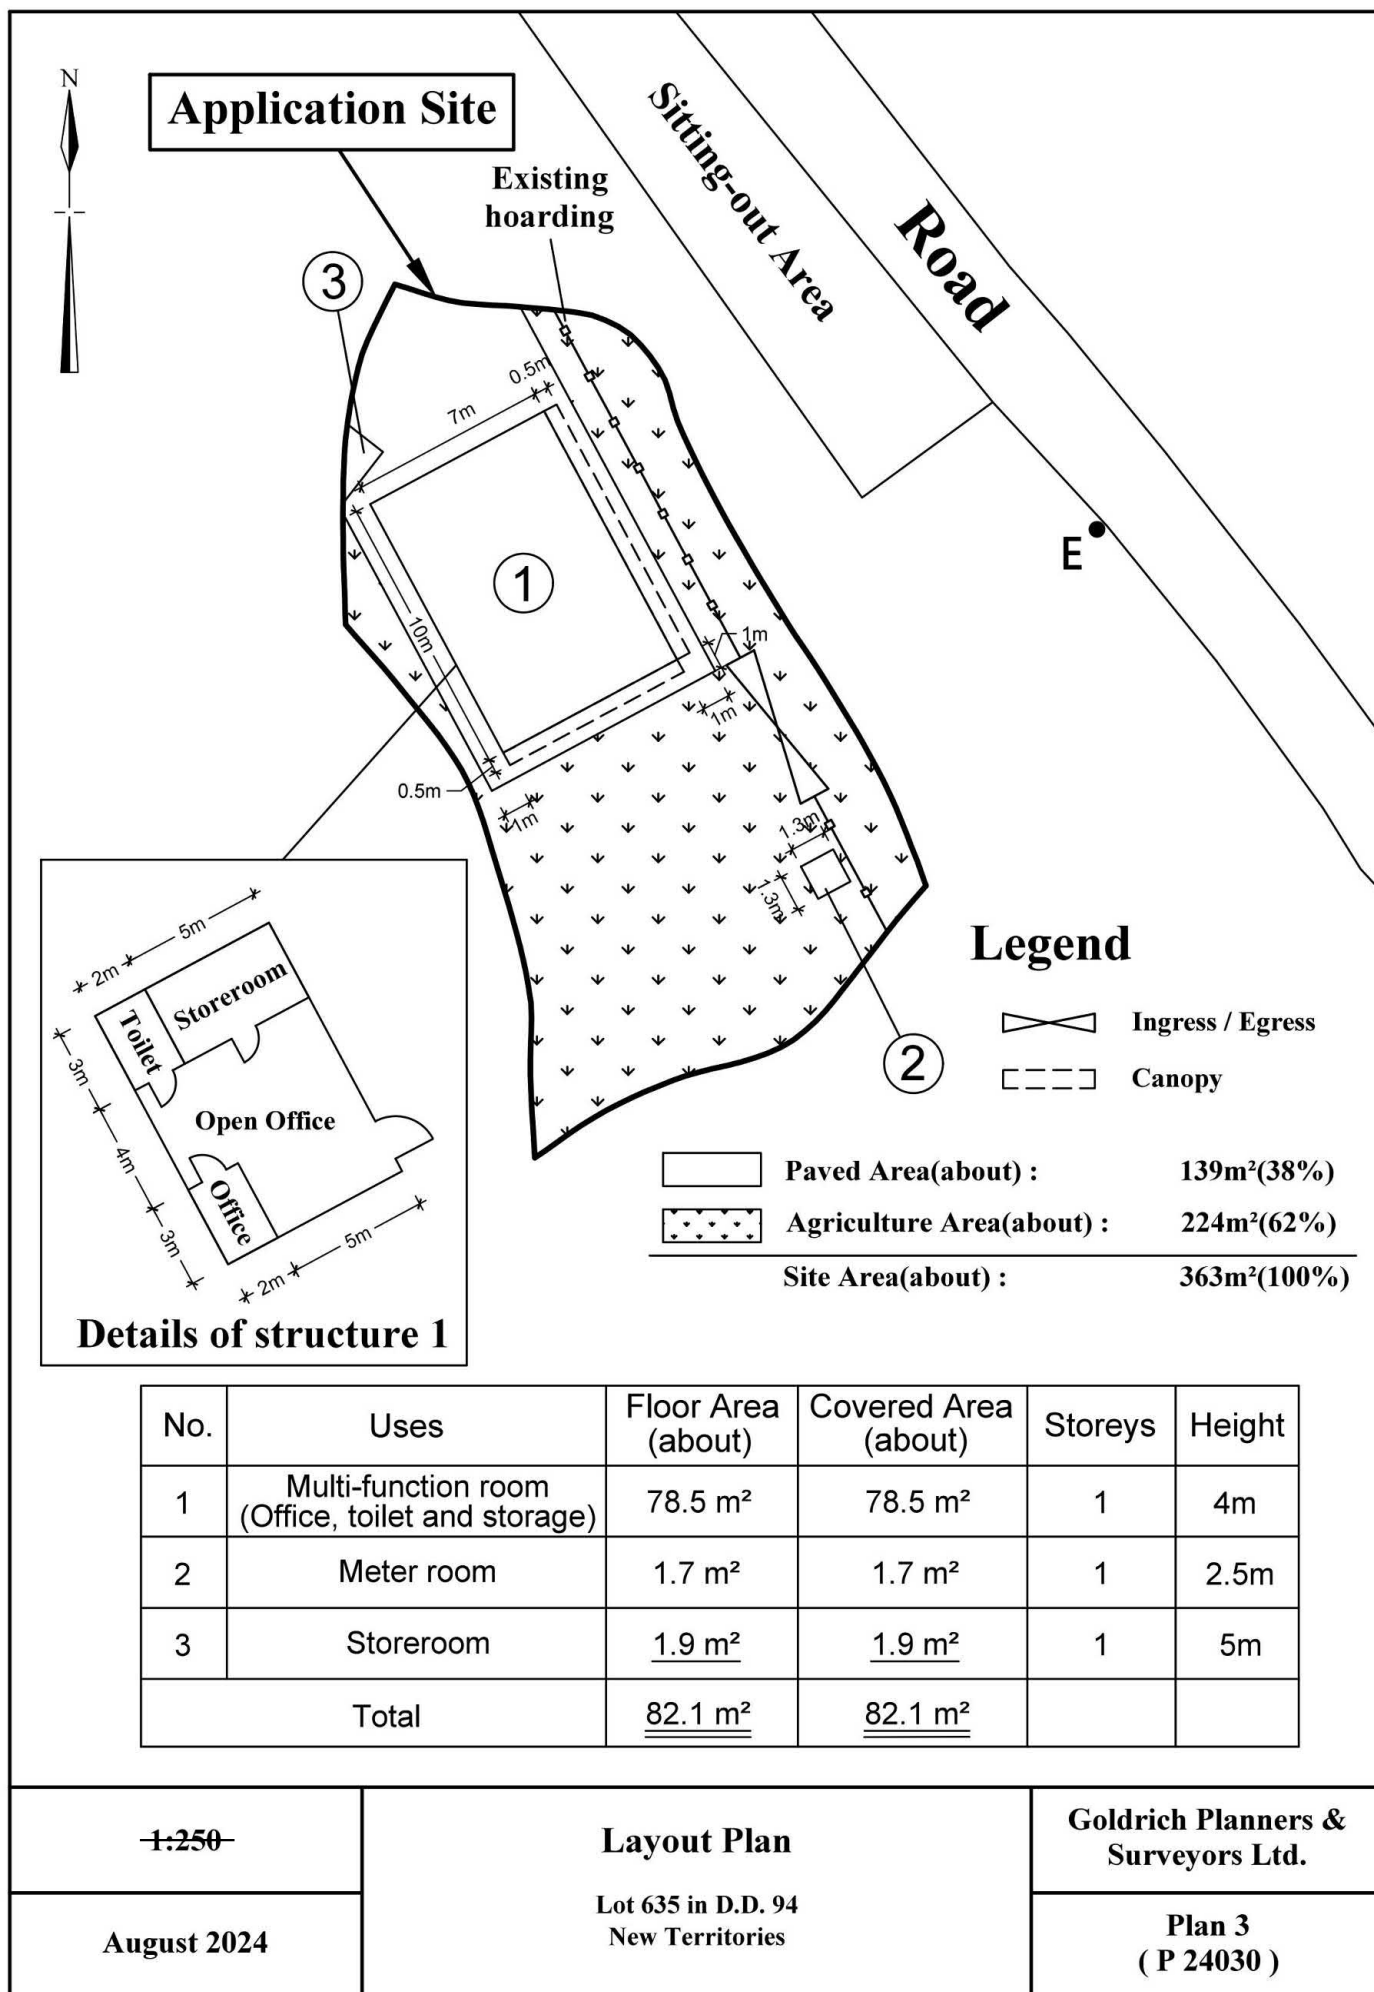 N
Application Site
Existing
hoarding
Sitting-out Area
Road
3
0.5m
7m
1
E
10m
1m
1m
0.5m
1m
1.3m
1.3m
2
5m
2m
Storeroom
Toilet
3m
Open Office
4m
Office
3m
5m
2m
Details of structure 1
Legend
Ingress / Egress
Canopy
Paved Area(about) : 139m²(38%)
Agriculture Area(about) : 224m²(62%)
Site Area(about) : 363m²(100%)
No. Uses Floor Area (about) Covered Area (about) Storeys Height
1 Multi-function room (Office, toilet and storage) 78.5 m² 78.5 m² 1 4m
2 Meter room 1.7 m² 1.7 m² 1 2.5m
3 Storeroom 1.9 m² 1.9 m² 1 5m
Total 82.1 m² 82.1 m²
1:250
Layout Plan
Goldrich Planners &
Surveyors Ltd.
Lot 635 in D.D. 94
New Territories
August 2024
Plan 3
( P 24030 )